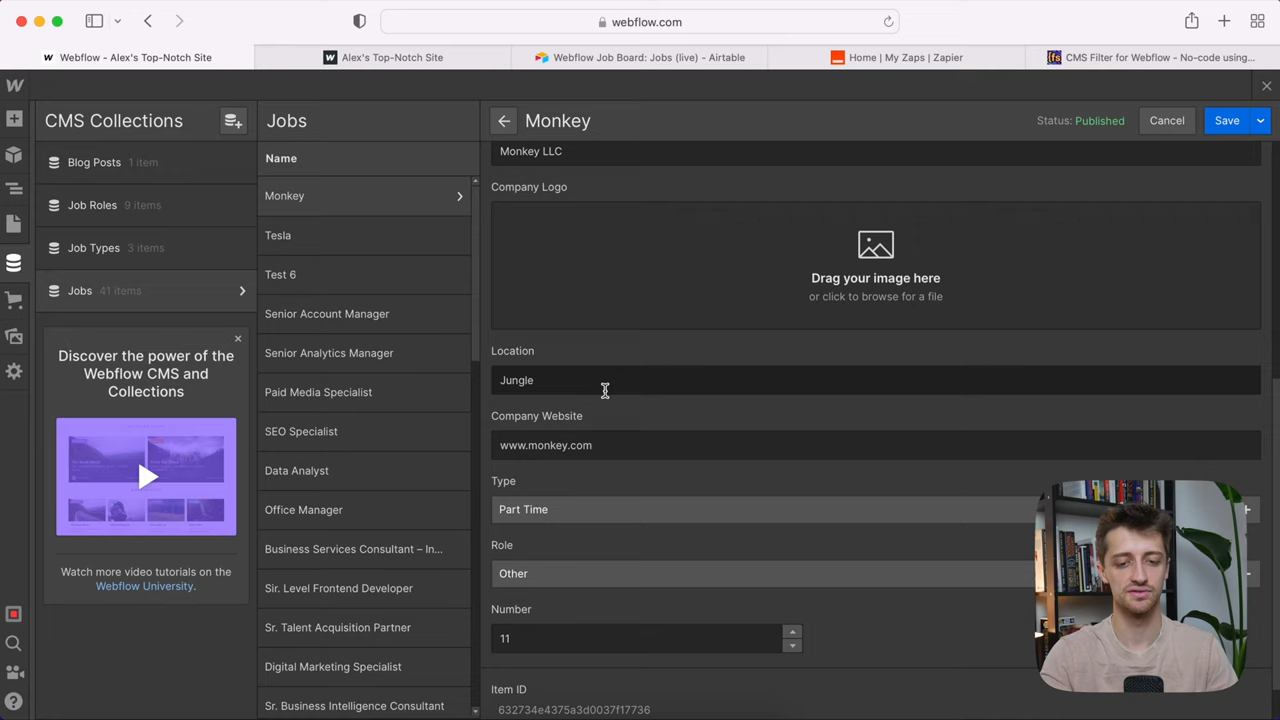 webflow.com
Webflow - Alex's Top-Notch Site
Alex's Top-Notch Site
Webflow Job Board: Jobs (live) - Airtable
Home | My Zaps | Zapier
CMS Filter for Webflow - No-code using...
CMS Collections
Jobs
Monkey
Status: Published
Cancel
Save
Blog Posts 1 item
Job Roles 9 items
Job Types 3 items
Jobs 41 items
Discover the power of the
Webflow CMS and
Collections
Watch more video tutorials on the
Webflow University.
Name
Monkey
Tesla
Test 6
Senior Account Manager
Senior Analytics Manager
Paid Media Specialist
SEO Specialist
Data Analyst
Office Manager
Business Services Consultant – In...
Sir. Level Frontend Developer
Sr. Talent Acquisition Partner
Digital Marketing Specialist
Sr. Business Intelligence Consultant
Monkey LLC
Company Logo
Drag your image here
or click to browse for a file
Location
Jungle
Company Website
www.monkey.com
Type
Part Time
Role
Other
Number
11
Item ID
632734e4375a3d0037f17736